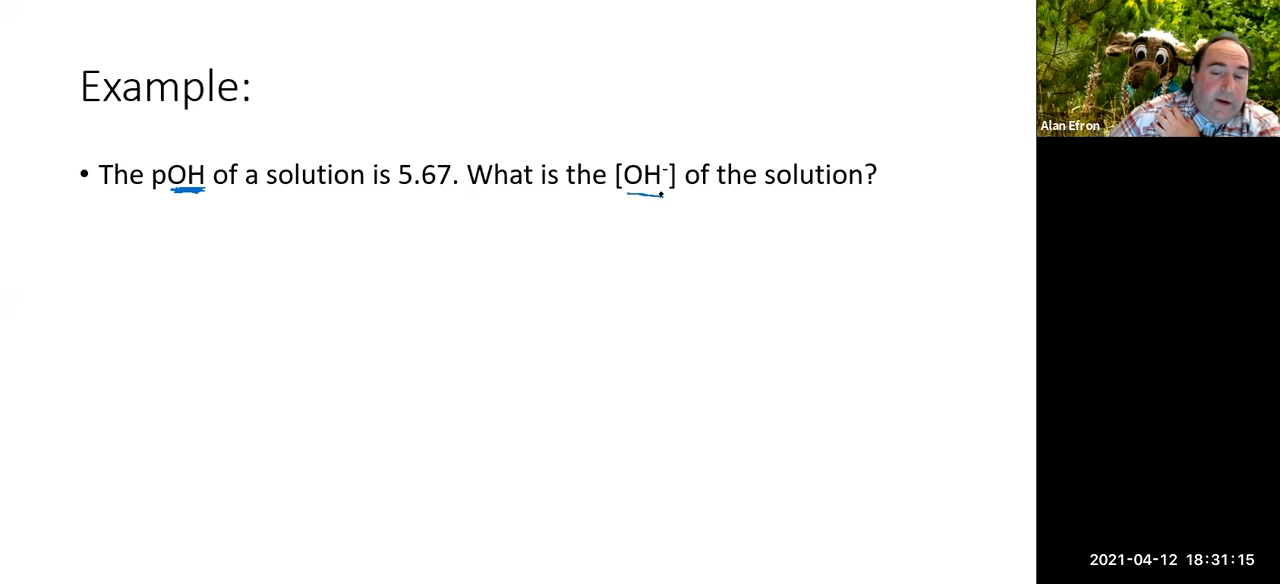 Example:
• The pOH of a solution is 5.67. What is the [OH⁻] of the solution?
Alan Efron
2021-04-12 18:31:15